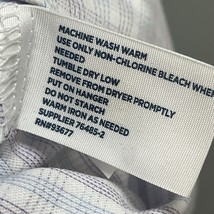 MACHINE WASH WARM
USE ONLY NON-CHLORINE BLEACH WHEN
NEEDED
TUMBLE DRY LOW
REMOVE FROM DRYER PROMPTLY
PUT ON HANGER
DO NOT STARCH
WARM IRON AS NEEDED
SUPPLIER 76485-2
RN#93677